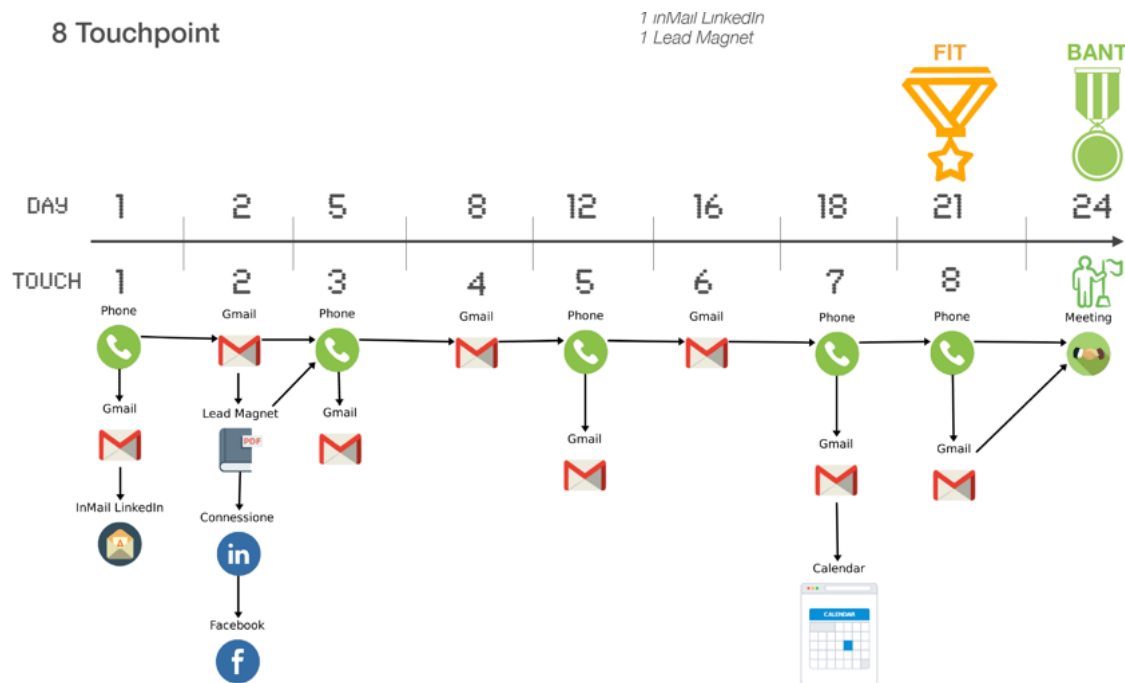 8 Touchpoint
1 InMail LinkedIn
1 Lead Magnet
FIT
BANT
DAY 1 2 5 8 12 16 18 21 24
TOUCH 1 2 3 4 5 6 7 8
Phone Gmail Phone Gmail Phone Gmail Phone Phone Meeting
Gmail Lead Magnet Gmail Gmail Gmail Gmail
PDF
InMail LinkedIn Connessione
Calendar
CALENDAR
Facebook